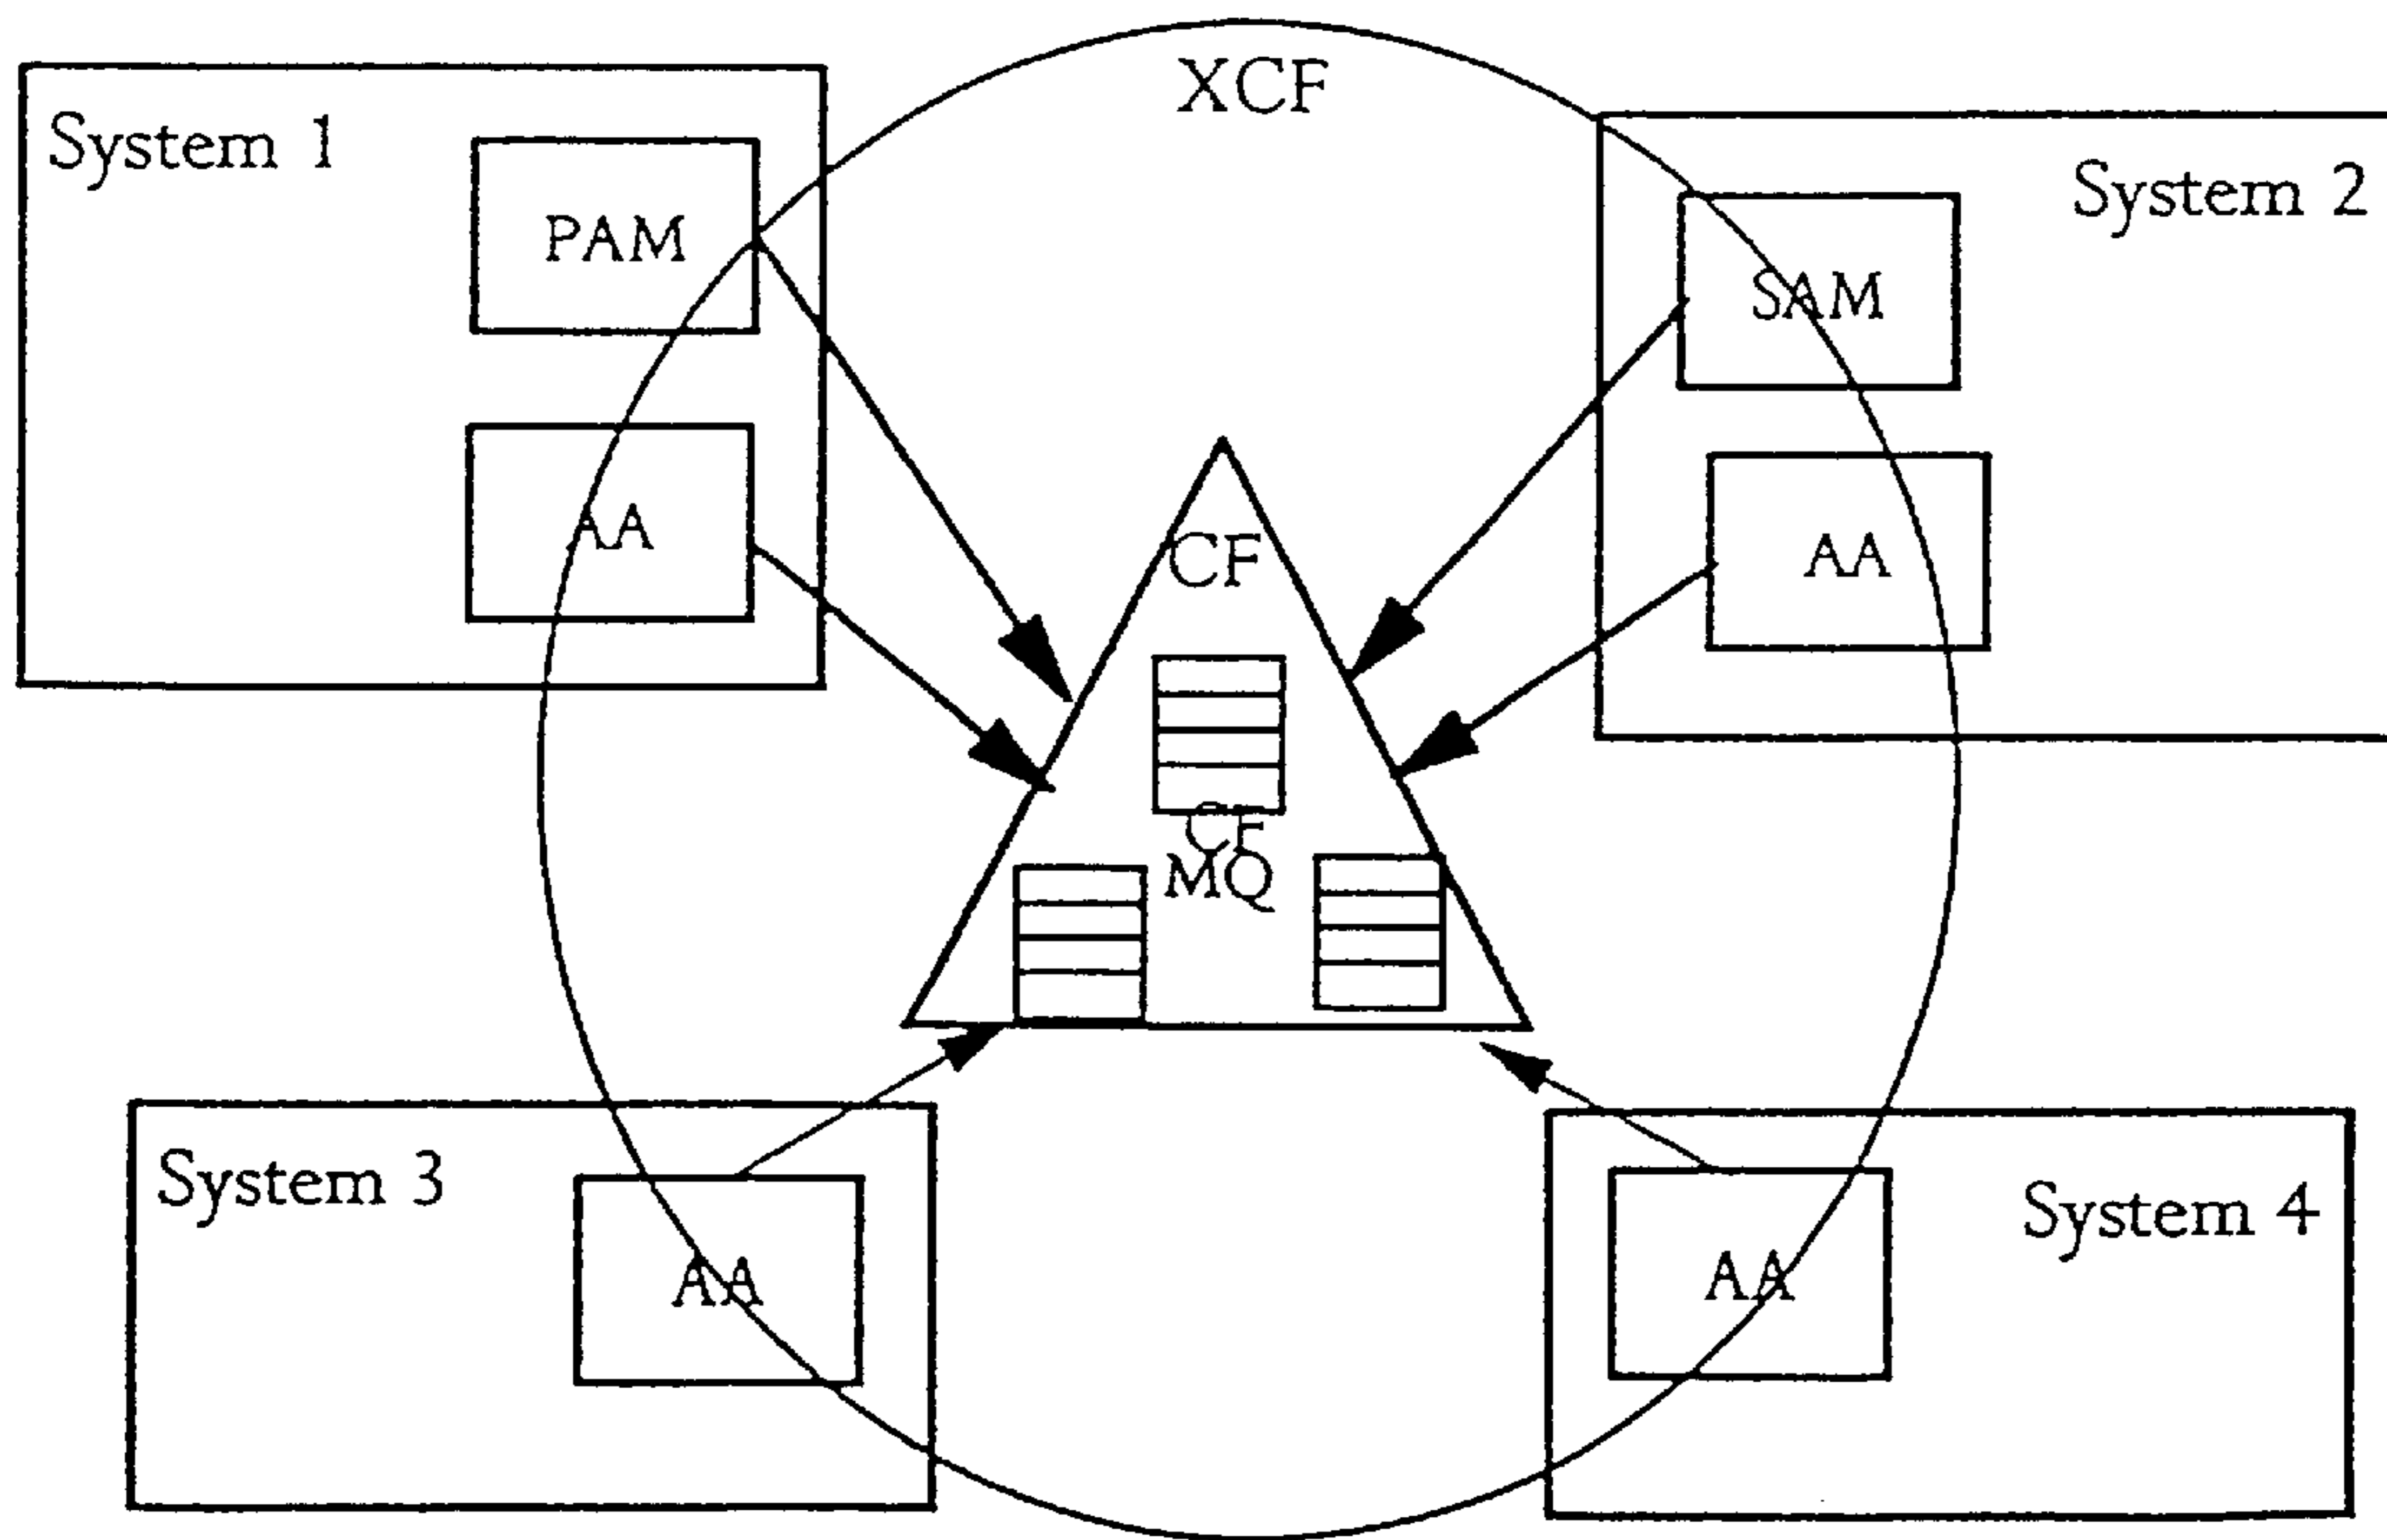 XCF
System 1
PAM
AA
System 2
SAM
AA
CF
CF
MQ
System 3
AA
System 4
AA